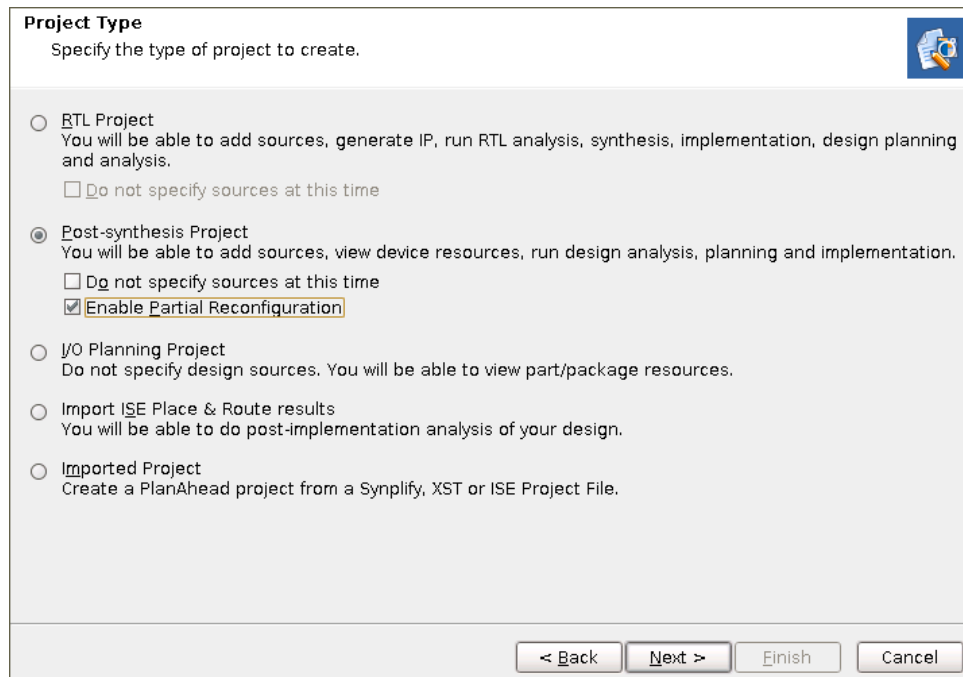 Project Type
Specify the type of project to create.
RTL Project
You will be able to add sources, generate IP, run RTL analysis, synthesis, implementation, design planning
and analysis.
Do not specify sources at this time
Post-synthesis Project
You will be able to add sources, view device resources, run design analysis, planning and implementation.
Do not specify sources at this time
Enable Partial Reconfiguration
I/O Planning Project
Do not specify design sources. You will be able to view part/package resources.
Import ISE Place & Route results
You will be able to do post-implementation analysis of your design.
Imported Project
Create a PlanAhead project from a Synplify, XST or ISE Project File.
< Back Next > Finish Cancel